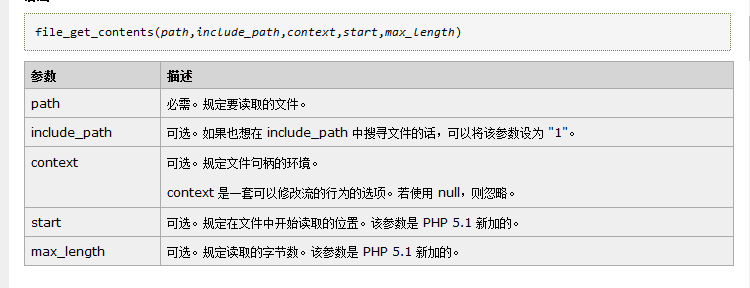 file_get_contents(path,include_path,context,start,max_length)
参数 描述
path 必需。规定要读取的文件。
include_path 可选。如果也想在 include_path 中搜寻文件的话，可以将该参数设为 "1"。
context 可选。规定文件句柄的环境。
context 是一套可以修改流的行为的选项。若使用 null，则忽略。
start 可选。规定在文件中开始读取的位置。该参数是 PHP 5.1 新加的。
max_length 可选。规定读取的字节数。该参数是 PHP 5.1 新加的。